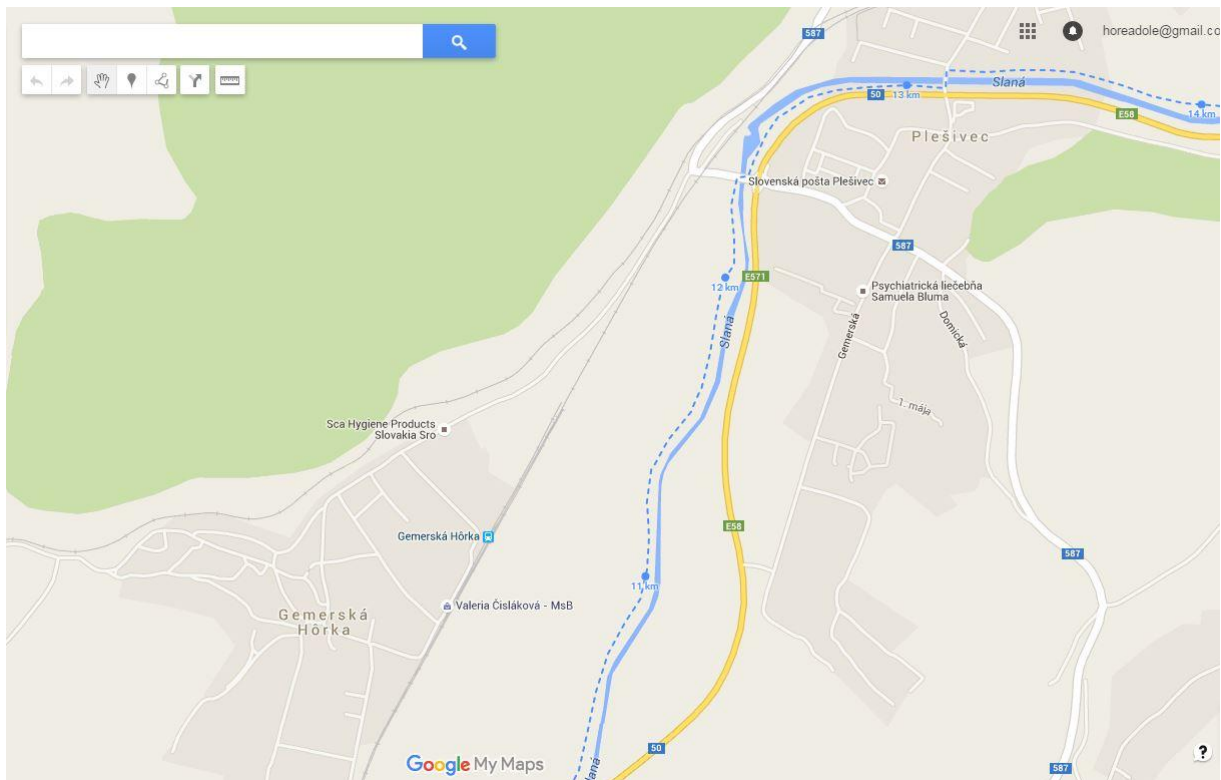 587
horeadole@gmail.co
Slaná
50
13 km
E58
14 km
Plešivec
Slovenská pošta Plešivec
587
E571
12 km
Psychiatrická liečebňa
Samuela Bluma
Slaná
Gemerská
Domická
1. mája
Sca Hygiene Products
Slovakia Sro
E58
Gemerská Hôrka
587
11 km
Valeria Čisláková - MsB
Gemerská
Hôrka
50
Google My Maps
587
?